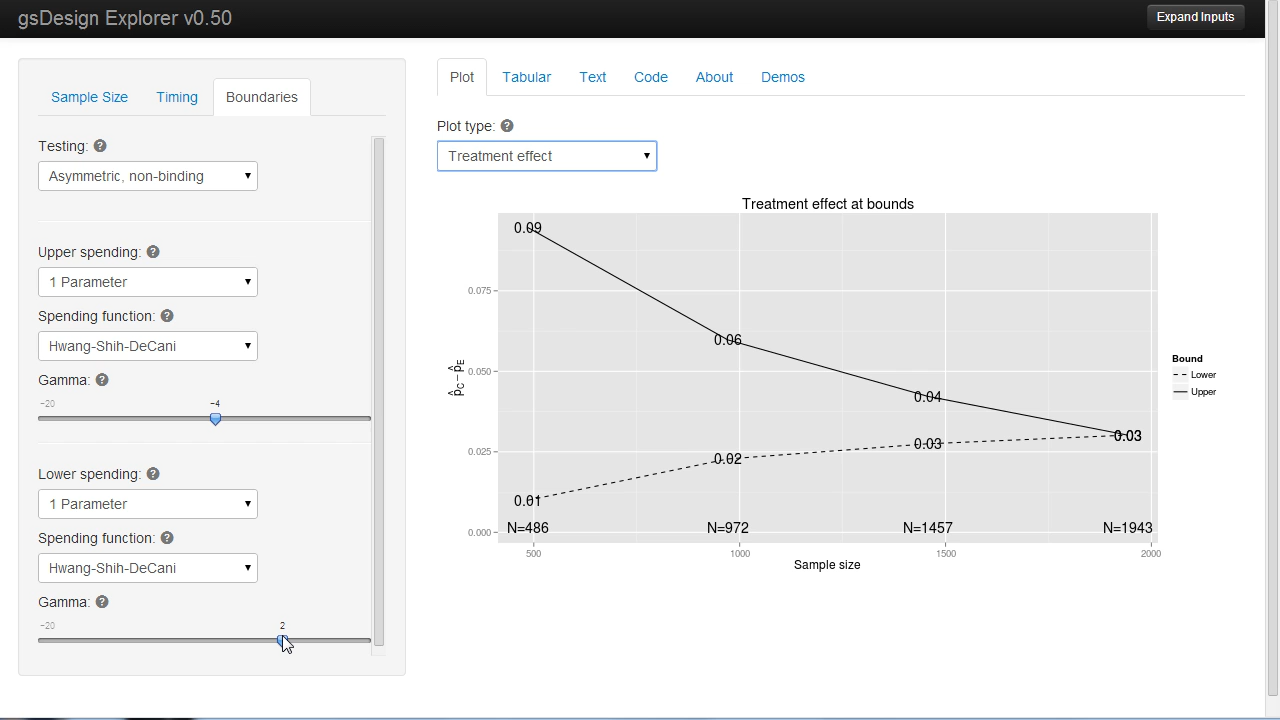 gsDesign Explorer v0.50
Expand Inputs
Sample Size Timing Boundaries
Testing: ?
Asymmetric, non-binding
Upper spending: ?
1 Parameter
Spending function: ?
Hwang-Shih-DeCani
Gamma: ?
−20 −4
Lower spending: ?
1 Parameter
Spending function: ?
Hwang-Shih-DeCani
Gamma: ?
−20 2
Plot Tabular Text Code About Demos
Plot type: ?
Treatment effect
Treatment effect at bounds
0.09
0.075
0.06
0.050
0.04
0.03
0.03
0.025
0.02
0.01
0.000
N=486 N=972 N=1457 N=1943
500 1000 1500 2000
Sample size
p̂C − p̂E
Bound
Lower
Upper